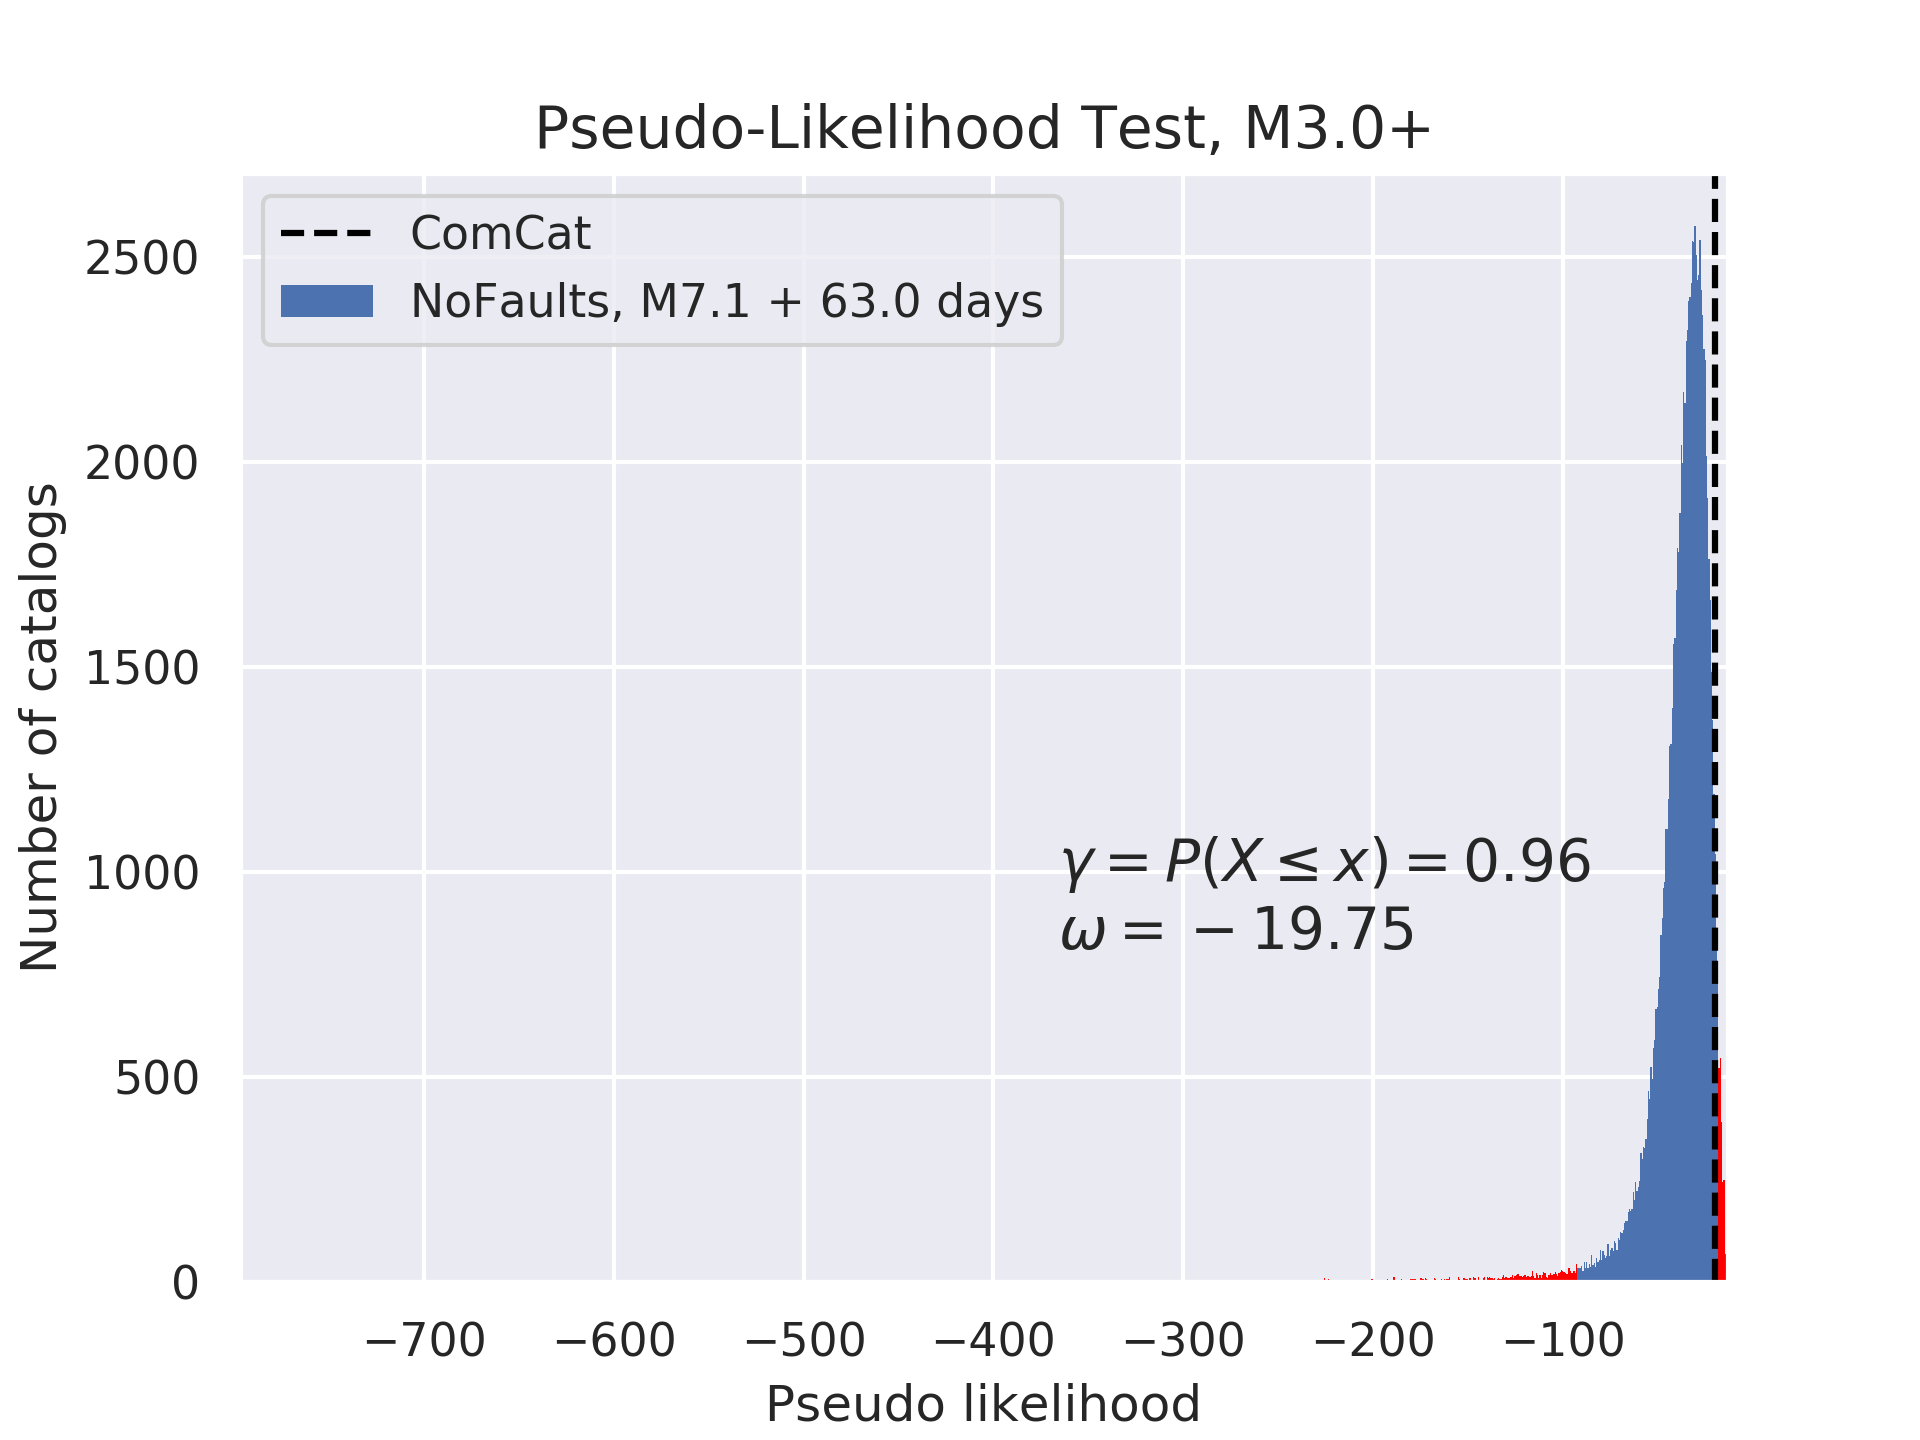 Pseudo-Likelihood Test, M3.0+
ComCat
NoFaults, M7.1 + 63.0 days
2500
2000
1500
1000
500
0
Number of catalogs
γ = P(X ≤ x) = 0.96
ω = − 19.75
−700 −600 −500 −400 −300 −200 −100
Pseudo likelihood